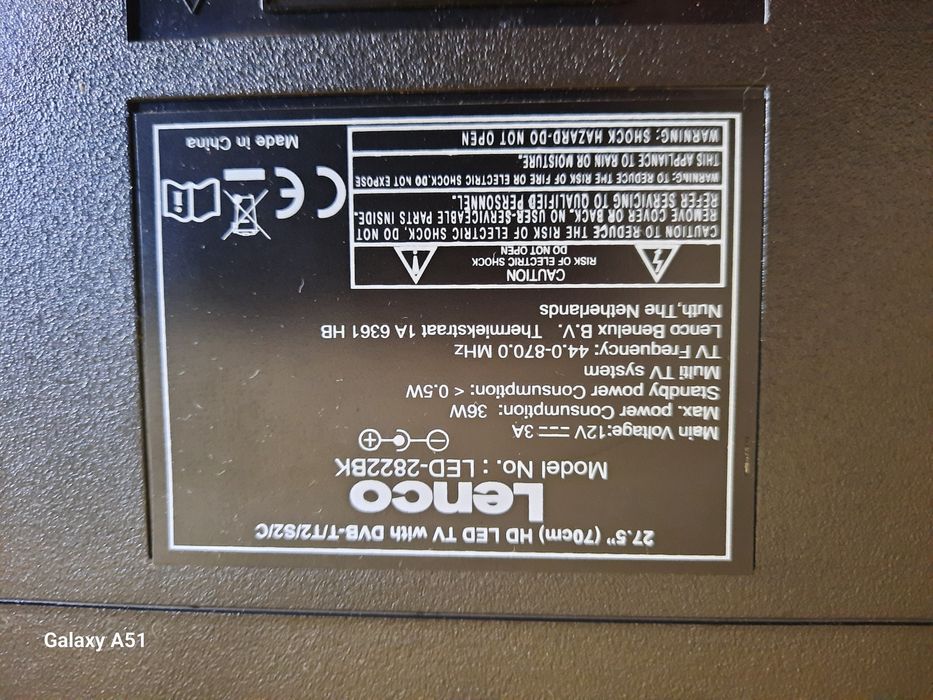 27.5" (70cm) HD LED TV with DVB-T/T2/S2/C
Lenco
Model No. : LED-2822BK
Main Voltage:12V 3A
Max. power Consumption: 36W
Standby power Consumption: < 0.5W
Multi TV system
TV Frequency: 44.0-870.0 MHz
Lenco Benelux B.V. Thermiekstraat 1A 6361 HB
Nuth,The Netherlands
CAUTION
RISK OF ELECTRIC SHOCK
DO NOT OPEN
CAUTION TO REDUCE THE RISK OF ELECTRIC SHOCK, DO NOT
REMOVE COVER OR BACK. NO USER-SERVICEABLE PARTS INSIDE.
REFER SERVICING TO QUALIFIED PERSONNEL.
WARNING: TO REDUCE THE RISK OF FIRE OR ELECTRIC SHOCK,DO NOT EXPOSE
THIS APPLIANCE TO RAIN OR MOISTURE.
WARNING: SHOCK HAZARD-DO NOT OPEN
CE
Made in China
Galaxy A51